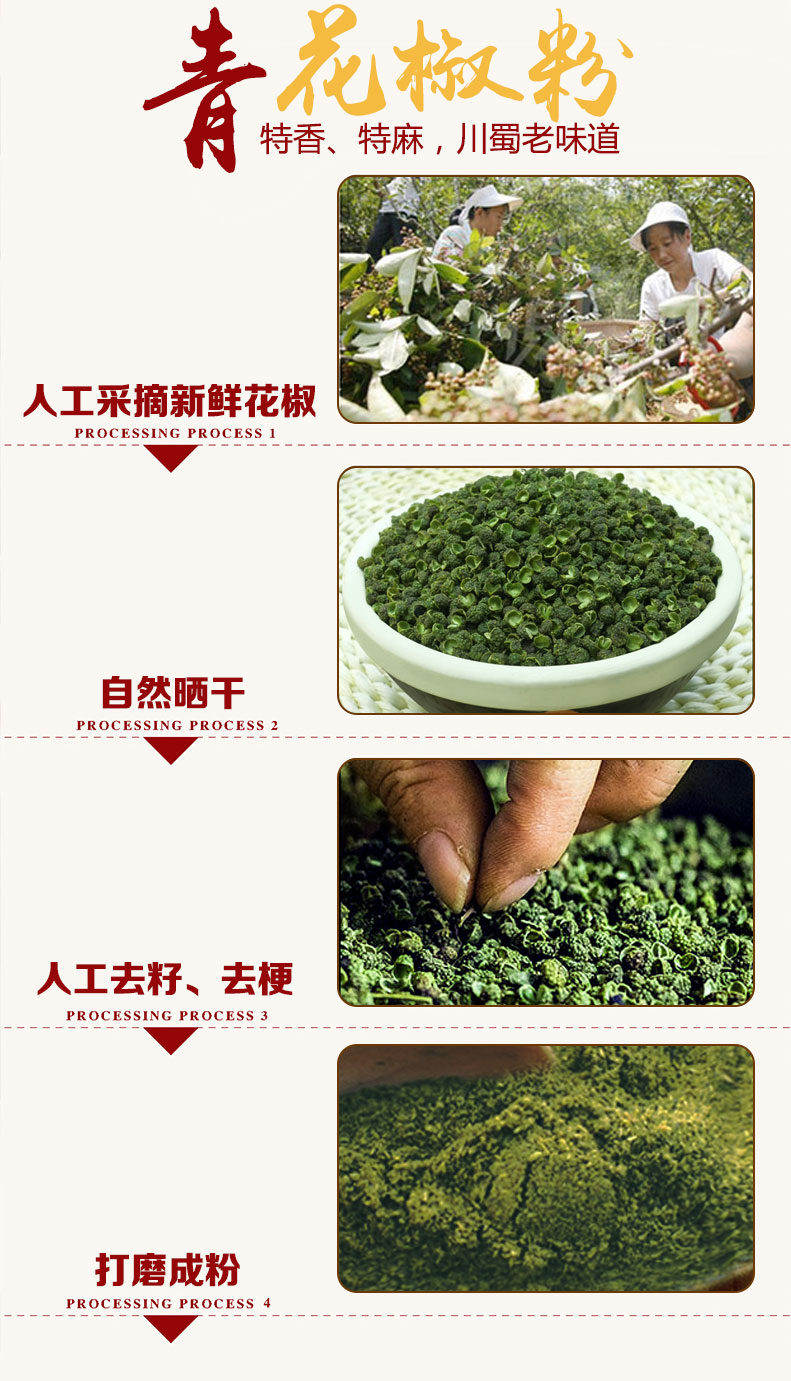 青花椒粉
特香、特麻，川蜀老味道
人工采摘新鲜花椒
PROCESSING PROCESS 1
自然晒干
PROCESSING PROCESS 2
人工去籽、去梗
PROCESSING PROCESS 3
打磨成粉
PROCESSING PROCESS 4